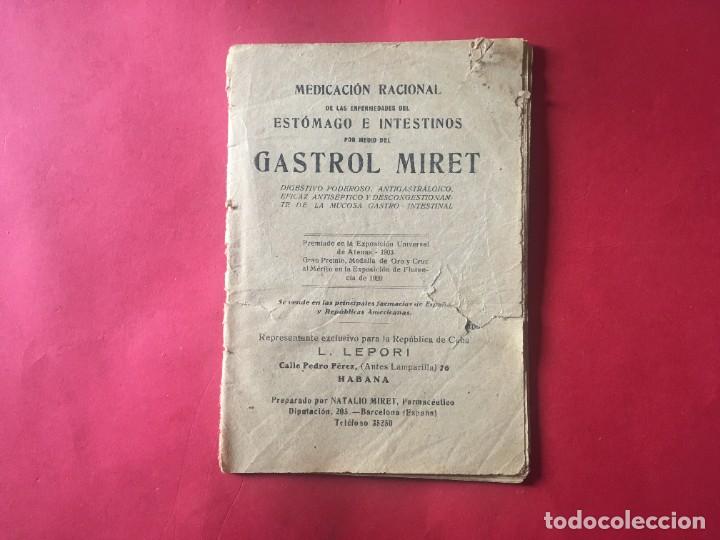 MEDICACIÓN RACIONAL
DE LAS ENFERMEDADES DEL
ESTÓMAGO E INTESTINOS
POR MEDIO DEL
GASTROL MIRET
DIGESTIVO PODEROSO, ANTIGASTRÁLGICO,
EFICAZ ANTISÉPTICO Y DESCONGESTIONAN-
TE DE LA MUCOSA GASTRO-INTESTINAL
Premiado en la Exposición Universal
de Atenas - 1903
Gran Premio, Medalla de Oro y Cruz
al Mérito en la Exposición de Floren-
cia de 1920
Se vende en las principales farmacias de España
y Repúblicas Americanas.
Representante exclusivo para la República de Cuba
L. LEPORI
Calle Pedro Pérez, (Antes Lamparilla) 70
HABANA
Preparado por NATALIO MIRET, Farmacéutico
Diputación, 205.—Barcelona (España)
Teléfono 35250
todocoleccion.net